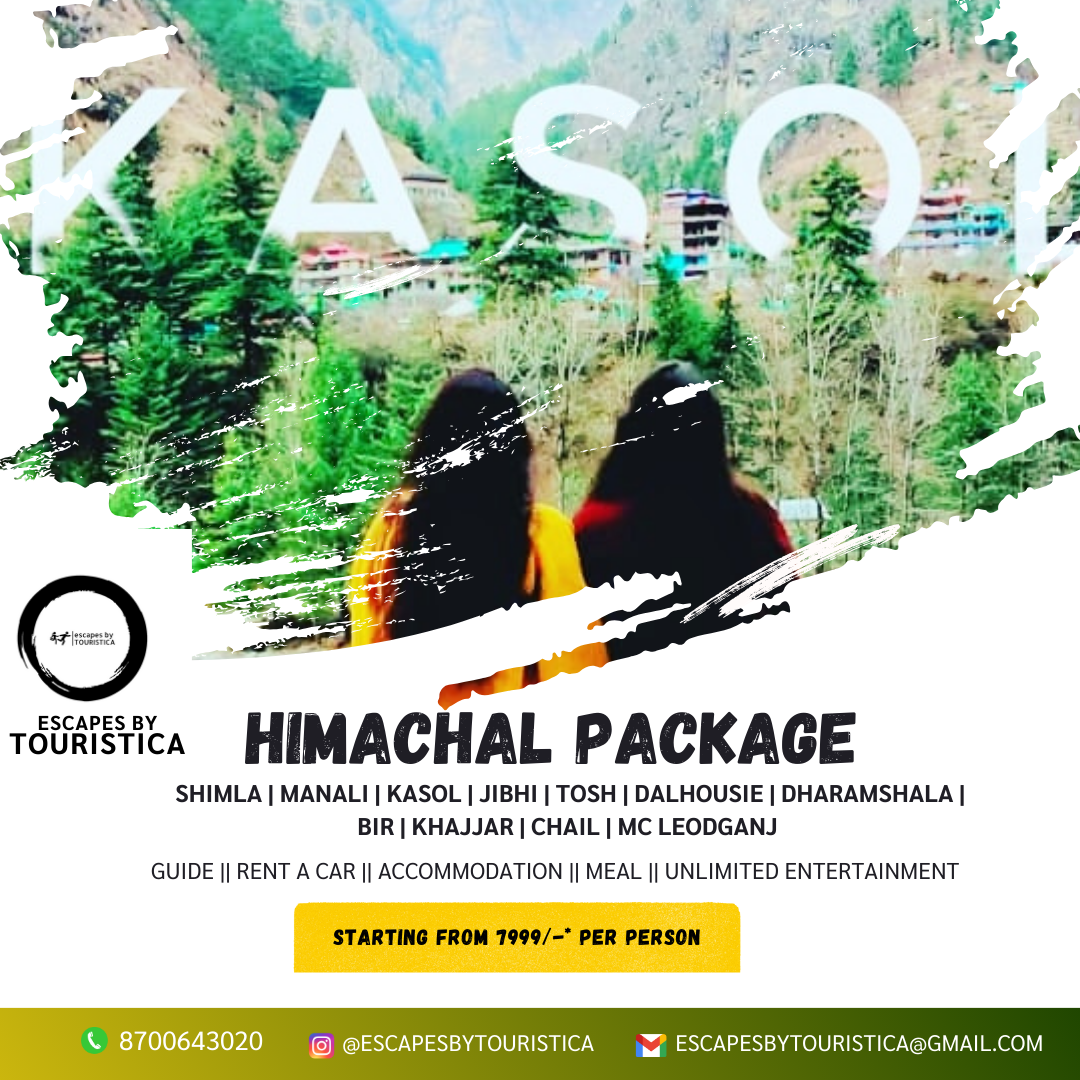 KASOL
escapes by
TOURISTICA
ESCAPES BY
TOURISTICA
HIMACHAL PACKAGE
SHIMLA | MANALI | KASOL | JIBHI | TOSH | DALHOUSIE | DHARAMSHALA |
BIR | KHAJJAR | CHAIL | MC LEODGANJ
GUIDE || RENT A CAR || ACCOMMODATION || MEAL || UNLIMITED ENTERTAINMENT
STARTING FROM 7999/-* PER PERSON
8700643020
@ESCAPESBYTOURISTICA
ESCAPESBYTOURISTICA@GMAIL.COM